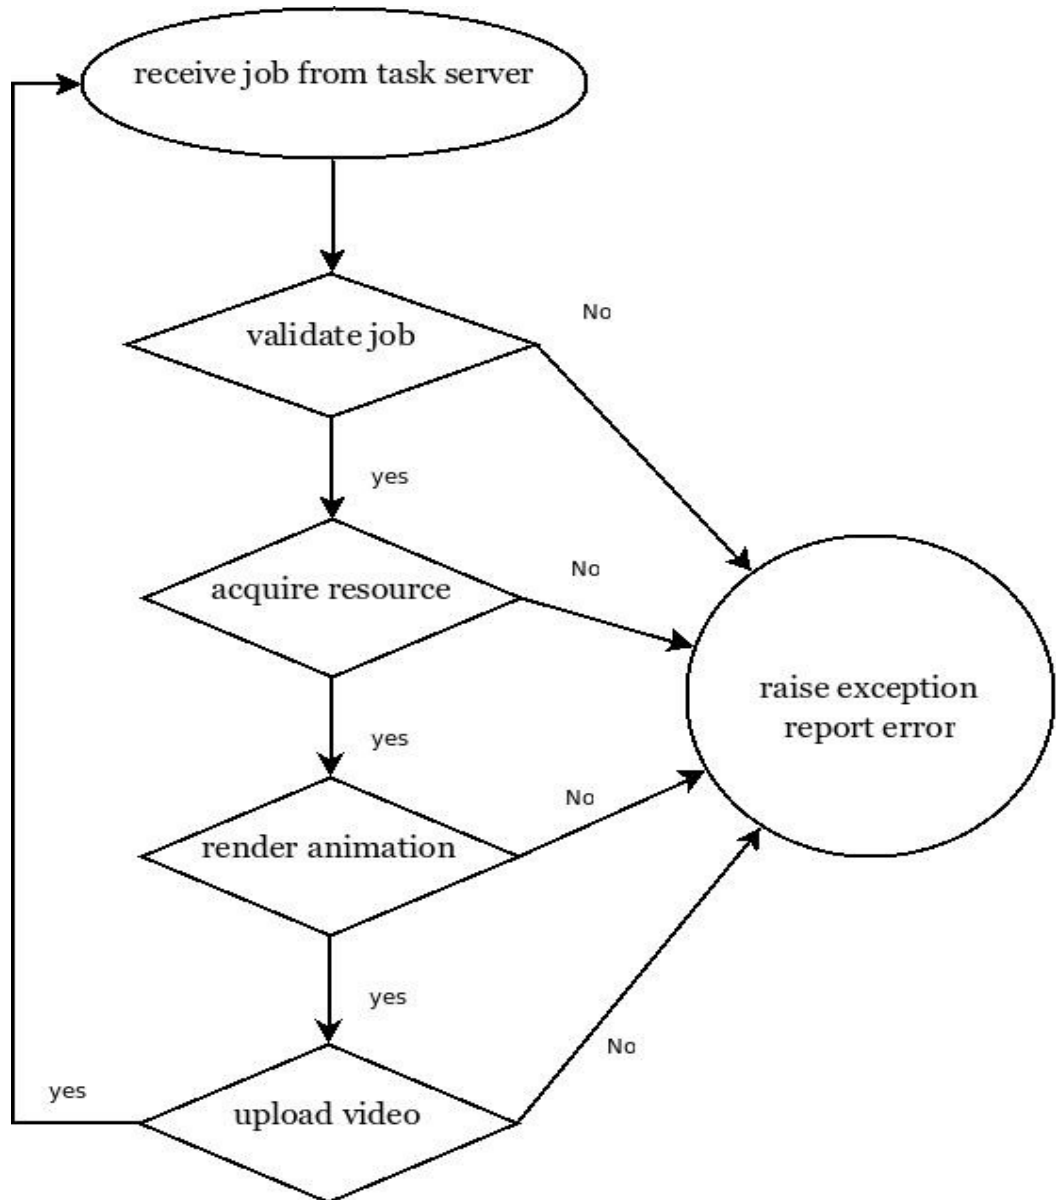 receive job from task server
validate job
No
yes
acquire resource
No
raise exception
report error
yes
render animation
No
yes
No
yes
upload video